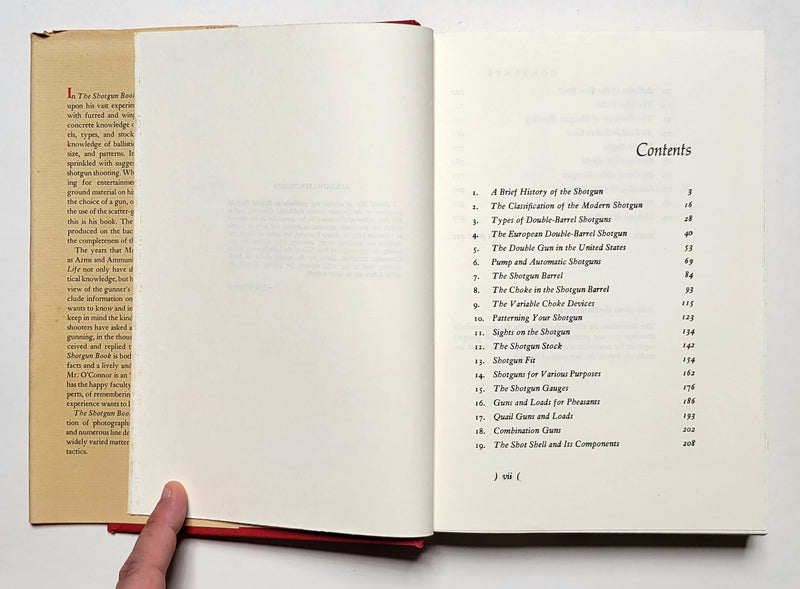 In The Shotgun Book
upon his vast experie
with furred and wing
concrete knowledge o
els, types, and stock
knowledge of ballistic
size, and patterns. In
sprinkled with sugges
shotgun shooting. Wh
ing for entertainmen
ground material on hi
the choice of a gun, o
the use of the scatter-g
this is his book. The
produced on the back
the completeness of th
The years that Mr
as Arms and Ammuni
Life not only have sh
tical knowledge, but h
view of the gunner's
clude information on
wants to know and in
keep in mind the kind
shooters have asked a
gunning, in the thous
ceived and replied t
Shotgun Book is both
facts and a lively and
Mr. O'Connor is an
has the happy faculty,
perts, of remembering
experience wants to l
The Shotgun Book
tion of photographs
and numerous line de
widely varied matter
tactics.
ACKNOWLEDGMENTS
Contents
1. A Brief History of the Shotgun 3
2. The Classification of the Modern Shotgun 16
3. Types of Double-Barrel Shotguns 28
4. The European Double-Barrel Shotgun 40
5. The Double Gun in the United States 53
6. Pump and Automatic Shotguns 69
7. The Shotgun Barrel 84
8. The Choke in the Shotgun Barrel 93
9. The Variable Choke Devices 115
10. Patterning Your Shotgun 123
11. Sights on the Shotgun 134
12. The Shotgun Stock 142
13. Shotgun Fit 154
14. Shotguns for Various Purposes 162
15. The Shotgun Gauges 176
16. Guns and Loads for Pheasants 186
17. Quail Guns and Loads 193
18. Combination Guns 202
19. The Shot Shell and Its Components 208
) vii (